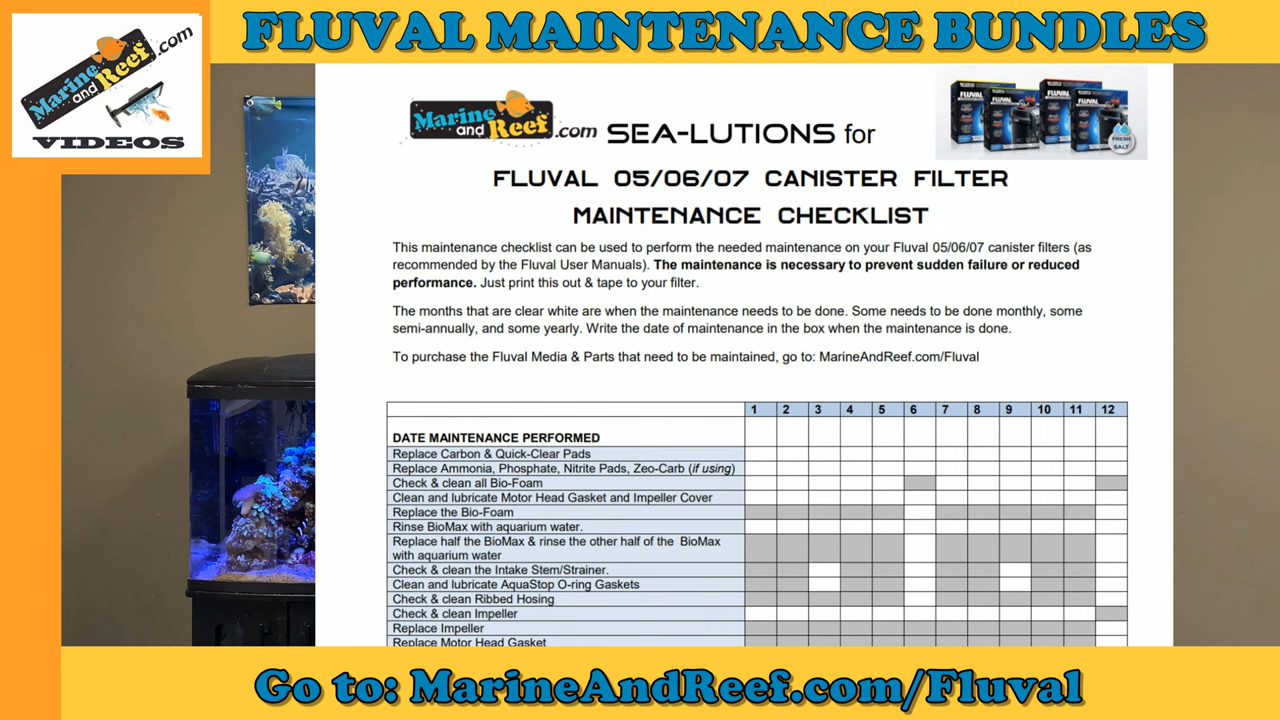 FLUVAL MAINTENANCE BUNDLES
Marine and Reef .com
VIDEOS
Marine and Reef .com SEA-LUTIONS for
FLUVAL
FLUVAL
FLUVAL
FLUVAL
FRESH
SALT
FLUVAL 05/06/07 CANISTER FILTER
MAINTENANCE CHECKLIST
This maintenance checklist can be used to perform the needed maintenance on your Fluval 05/06/07 canister filters (as
recommended by the Fluval User Manuals). The maintenance is necessary to prevent sudden failure or reduced
performance. Just print this out & tape to your filter.
The months that are clear white are when the maintenance needs to be done. Some needs to be done monthly, some
semi-annually, and some yearly. Write the date of maintenance in the box when the maintenance is done.
To purchase the Fluval Media & Parts that need to be maintained, go to: MarineAndReef.com/Fluval
1 2 3 4 5 6 7 8 9 10 11 12
DATE MAINTENANCE PERFORMED
Replace Carbon & Quick-Clear Pads
Replace Ammonia, Phosphate, Nitrite Pads, Zeo-Carb (if using)
Check & clean all Bio-Foam
Clean and lubricate Motor Head Gasket and Impeller Cover
Replace the Bio-Foam
Rinse BioMax with aquarium water.
Replace half the BioMax & rinse the other half of the BioMax
with aquarium water
Check & clean the Intake Stem/Strainer.
Clean and lubricate AquaStop O-ring Gaskets
Check & clean Ribbed Hosing
Check & clean Impeller
Replace Impeller
Replace Motor Head Gasket
Go to: MarineAndReef.com/Fluval